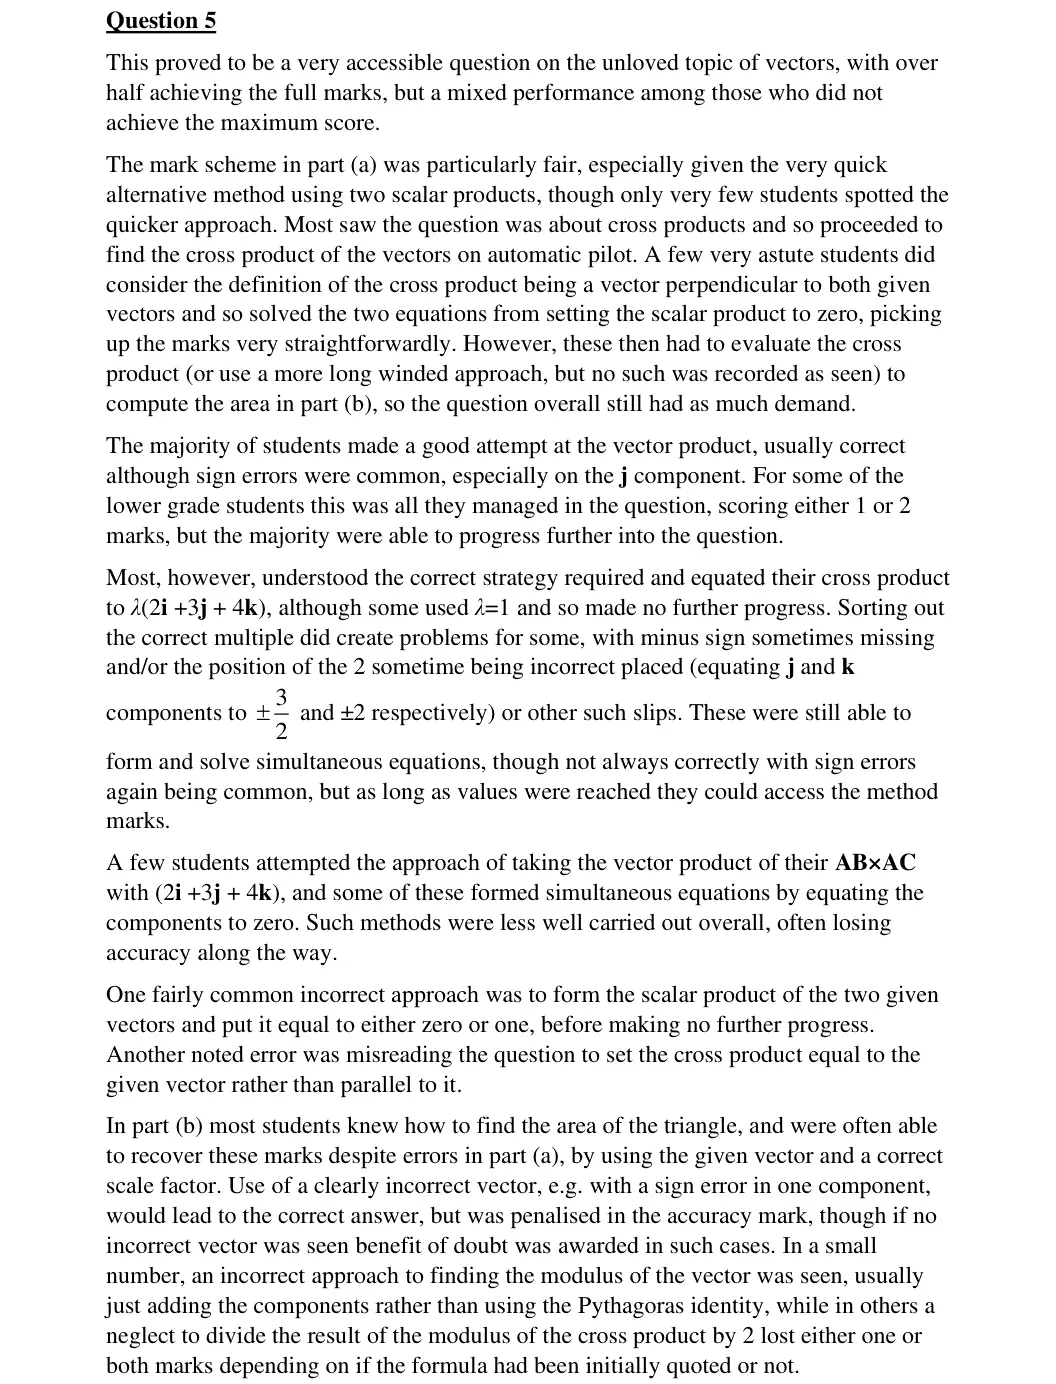 Question 5
This proved to be a very accessible question on the unloved topic of vectors, with over
half achieving the full marks, but a mixed performance among those who did not
achieve the maximum score.
The mark scheme in part (a) was particularly fair, especially given the very quick
alternative method using two scalar products, though only very few students spotted the
quicker approach. Most saw the question was about cross products and so proceeded to
find the cross product of the vectors on automatic pilot. A few very astute students did
consider the definition of the cross product being a vector perpendicular to both given
vectors and so solved the two equations from setting the scalar product to zero, picking
up the marks very straightforwardly. However, these then had to evaluate the cross
product (or use a more long winded approach, but no such was recorded as seen) to
compute the area in part (b), so the question overall still had as much demand.
The majority of students made a good attempt at the vector product, usually correct
although sign errors were common, especially on the j component. For some of the
lower grade students this was all they managed in the question, scoring either 1 or 2
marks, but the majority were able to progress further into the question.
Most, however, understood the correct strategy required and equated their cross product
to λ(2i +3j + 4k), although some used λ=1 and so made no further progress. Sorting out
the correct multiple did create problems for some, with minus sign sometimes missing
and/or the position of the 2 sometime being incorrect placed (equating j and k
components to ±3/2 and ±2 respectively) or other such slips. These were still able to
form and solve simultaneous equations, though not always correctly with sign errors
again being common, but as long as values were reached they could access the method
marks.
A few students attempted the approach of taking the vector product of their AB×AC
with (2i +3j + 4k), and some of these formed simultaneous equations by equating the
components to zero. Such methods were less well carried out overall, often losing
accuracy along the way.
One fairly common incorrect approach was to form the scalar product of the two given
vectors and put it equal to either zero or one, before making no further progress.
Another noted error was misreading the question to set the cross product equal to the
given vector rather than parallel to it.
In part (b) most students knew how to find the area of the triangle, and were often able
to recover these marks despite errors in part (a), by using the given vector and a correct
scale factor. Use of a clearly incorrect vector, e.g. with a sign error in one component,
would lead to the correct answer, but was penalised in the accuracy mark, though if no
incorrect vector was seen benefit of doubt was awarded in such cases. In a small
number, an incorrect approach to finding the modulus of the vector was seen, usually
just adding the components rather than using the Pythagoras identity, while in others a
neglect to divide the result of the modulus of the cross product by 2 lost either one or
both marks depending on if the formula had been initially quoted or not.